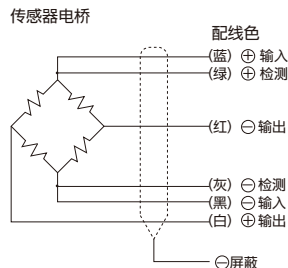 传感器电桥
配线色
(蓝) ⊕ 输入
(绿) ⊕ 检测
(红) ⊖ 输出
(灰) ⊖ 检测
(黑) ⊖ 输入
(白) ⊕ 输出
⊖屏蔽